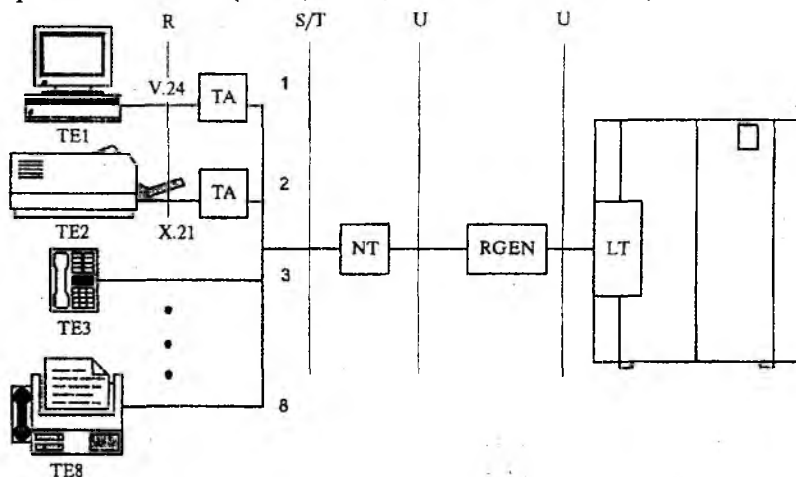 R
S/T
U
U
V.24
TA
1
TE1
TA
2
TE2
X.21
NT
RGEN
LT
3
TE3
8
TE8